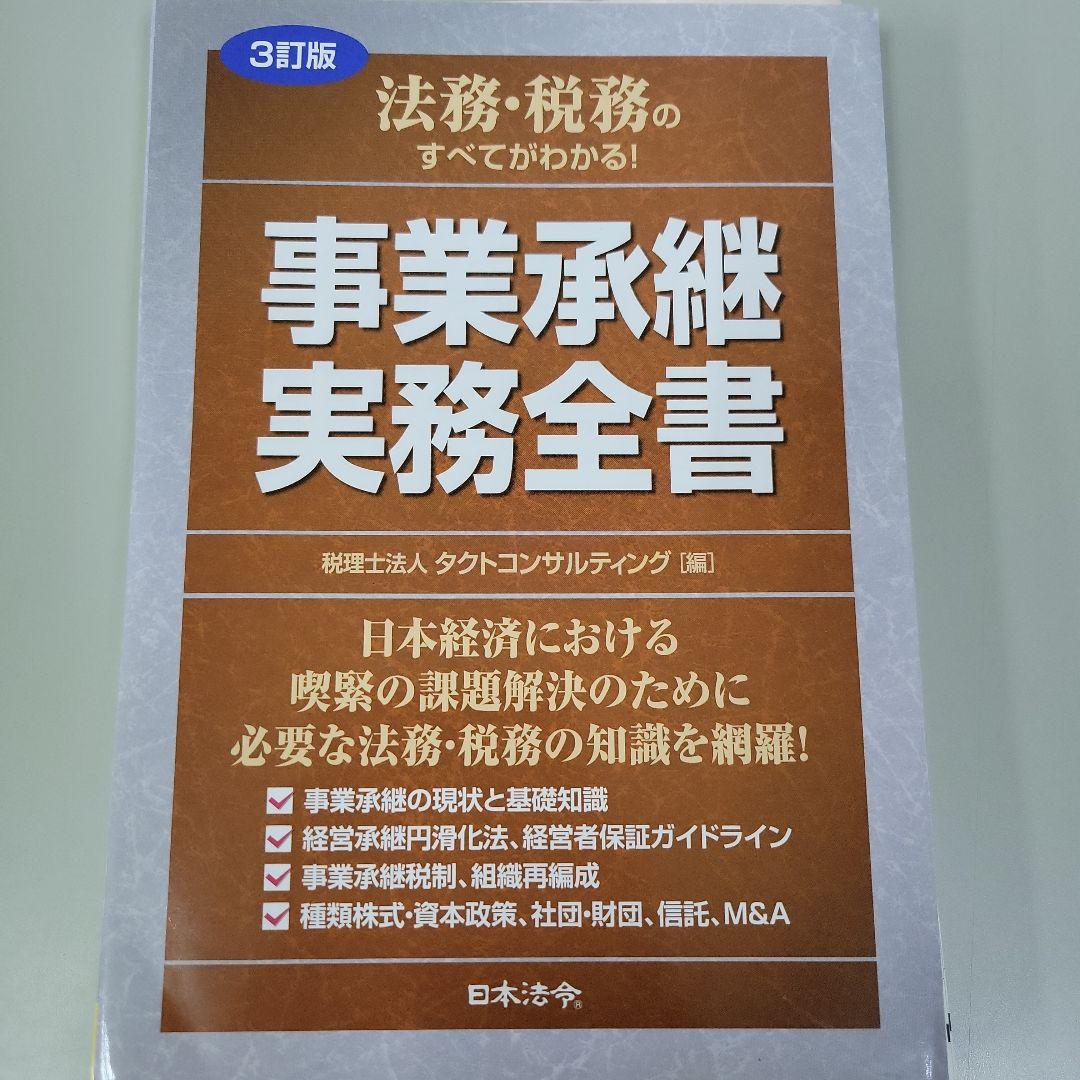 3訂版
法務・税務の
すべてがわかる!
事業承継
実務全書
税理士法人 タクトコンサルティング [編]
日本経済における
喫緊の課題解決のために
必要な法務・税務の知識を網羅!
事業承継の現状と基礎知識
経営承継円滑化法、経営者保証ガイドライン
事業承継税制、組織再編成
種類株式・資本政策、社団・財団、信託、M&A
日本法令®